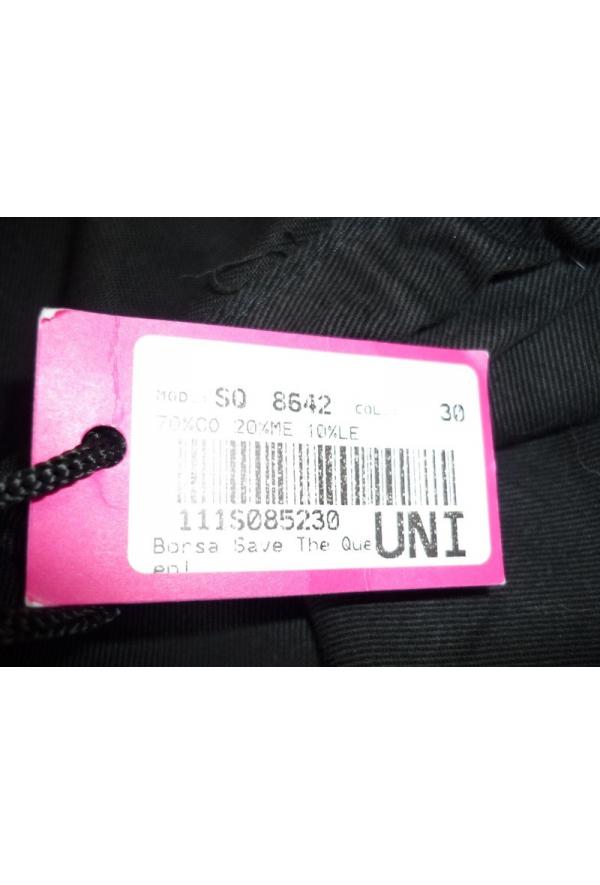 MOD.: SQ 8642 COL.: 30
70%CO 20%ME 10%LE
111S085230
Borsa Save The Que UNI
en!